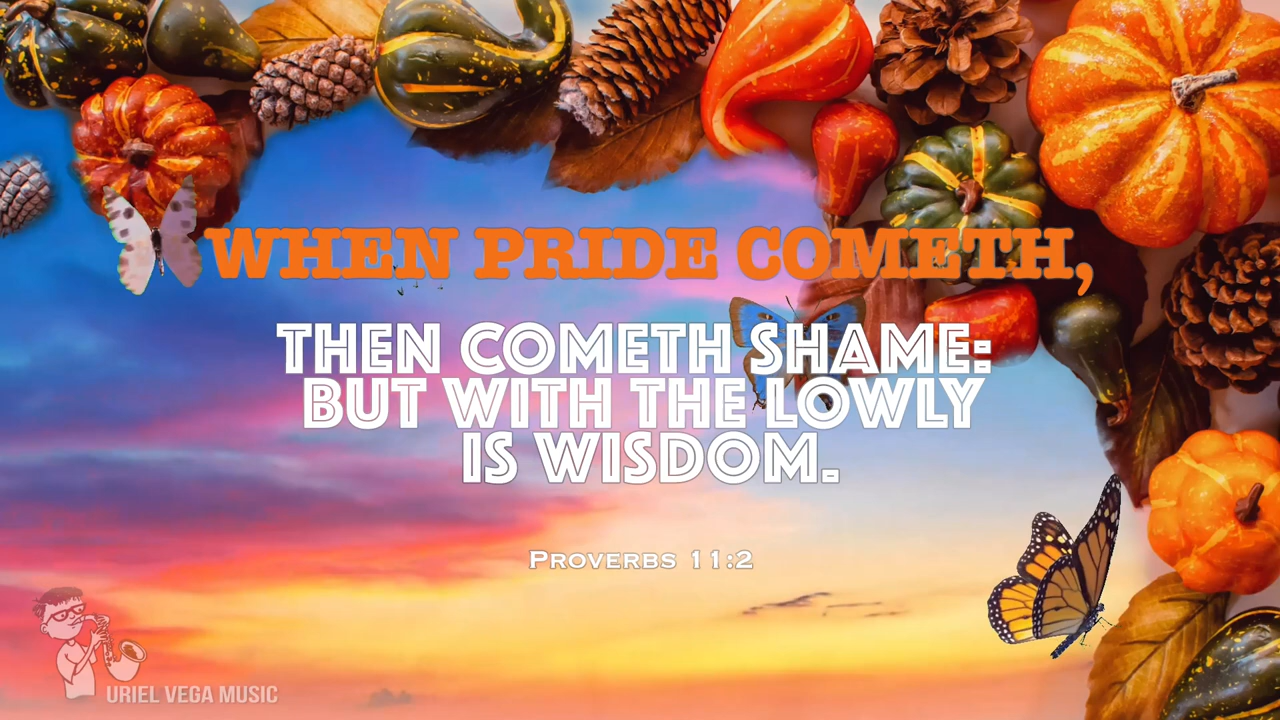 WHEN PRIDE COMETH,
THEN COMETH SHAME:
BUT WITH THE LOWLY
IS WISDOM.
PROVERBS 11:2
URIEL VEGA MUSIC